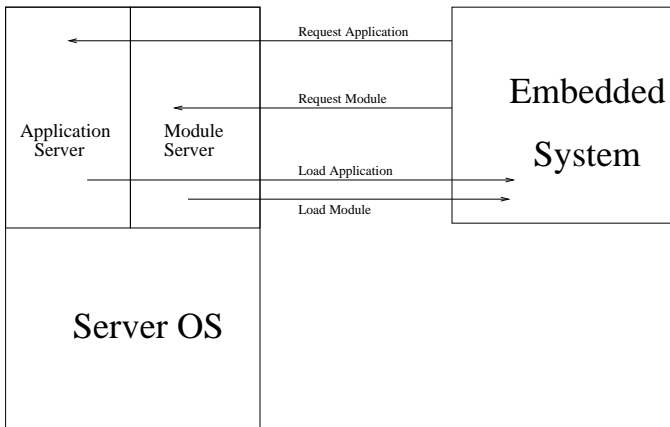 Request Application
Request Module
Application
Server
Module
Server
Embedded
System
Load Application
Load Module
Server OS